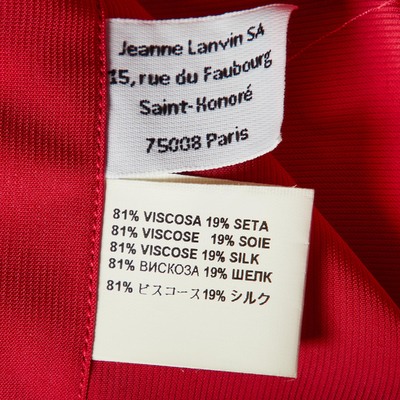 Jeanne Lanvin SA
15, rue du Faubourg
Saint-Honoré
75008 Paris
81% VISCOSA 19% SETA
81% VISCOSE 19% SOIE
81% VISCOSE 19% SILK
81% ВИСКОЗА 19% ШЕЛК
81% ビスコース19% シルク